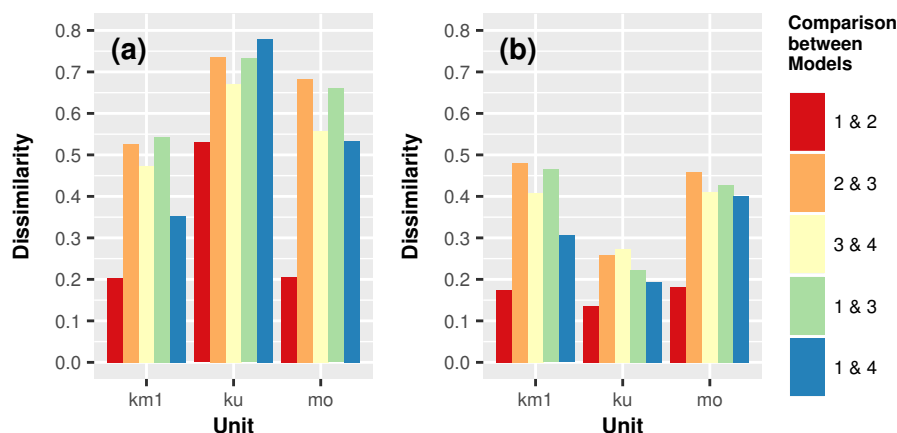 (a)
Dissimilarity
0.8
0.7
0.6
0.5
0.4
0.3
0.2
0.1
0.0
km1 ku mo
Unit
(b)
Dissimilarity
0.8
0.7
0.6
0.5
0.4
0.3
0.2
0.1
0.0
km1 ku mo
Unit
Comparison
between
Models
1 & 2
2 & 3
3 & 4
1 & 3
1 & 4